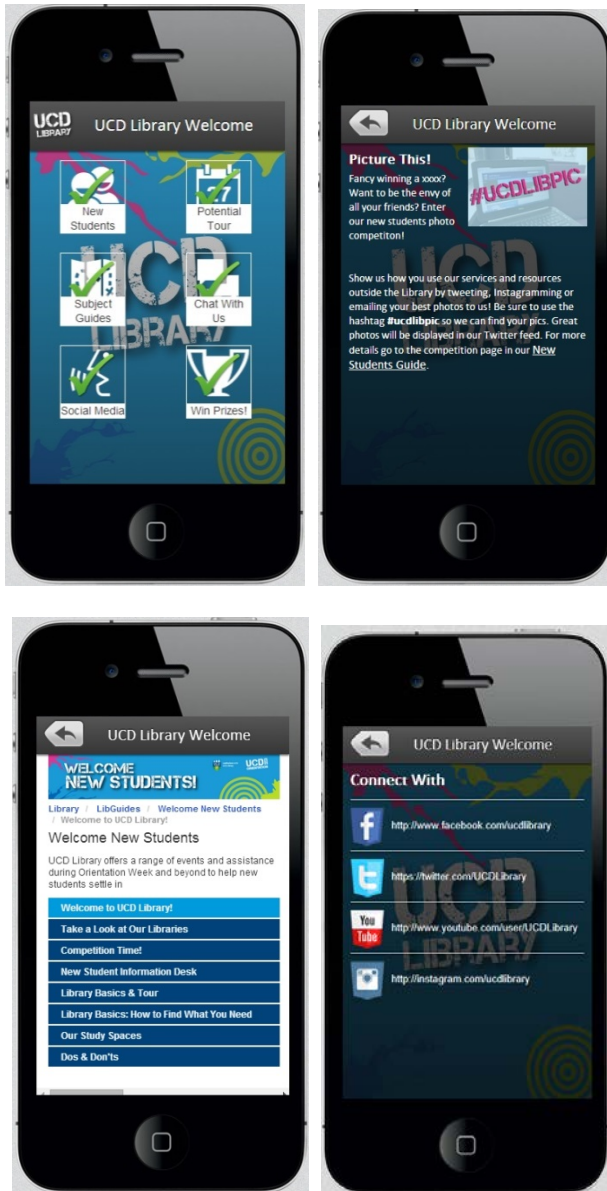 UCD
LIBRARY
UCD Library Welcome
New
Students
Potential
Tour
Subject
Guides
Chat With
Us
Social Media
Win Prizes!
UCD
LIBRARY
UCD Library Welcome
Picture This!
Fancy winning a xxxx?
Want to be the envy of
all your friends? Enter
our new students photo
competiton!
#UCDLIBPIC
Show us how you use our services and resources
outside the Library by tweeting, Instagramming or
emailing your best photos to us! Be sure to use the
hashtag #ucdlibpic so we can find your pics. Great
photos will be displayed in our Twitter feed. For more
details go to the competition page in our New
Students Guide.
UCD Library Welcome
WELCOME
NEW STUDENTS!
UCD
Library / LibGuides / Welcome New Students
/ Welcome to UCD Library!
Welcome New Students
UCD Library offers a range of events and assistance
during Orientation Week and beyond to help new
students settle in
Welcome to UCD Library!
Take a Look at Our Libraries
Competition Time!
New Student Information Desk
Library Basics & Tour
Library Basics: How to Find What You Need
Our Study Spaces
Dos & Don'ts
UCD Library Welcome
Connect With
http://www.facebook.com/ucdlibrary
https://twitter.com/UCDLibrary
You
Tube
http://www.youtube.com/user/UCDLibrary
http://instagram.com/ucdlibrary
UCD
LIBRARY